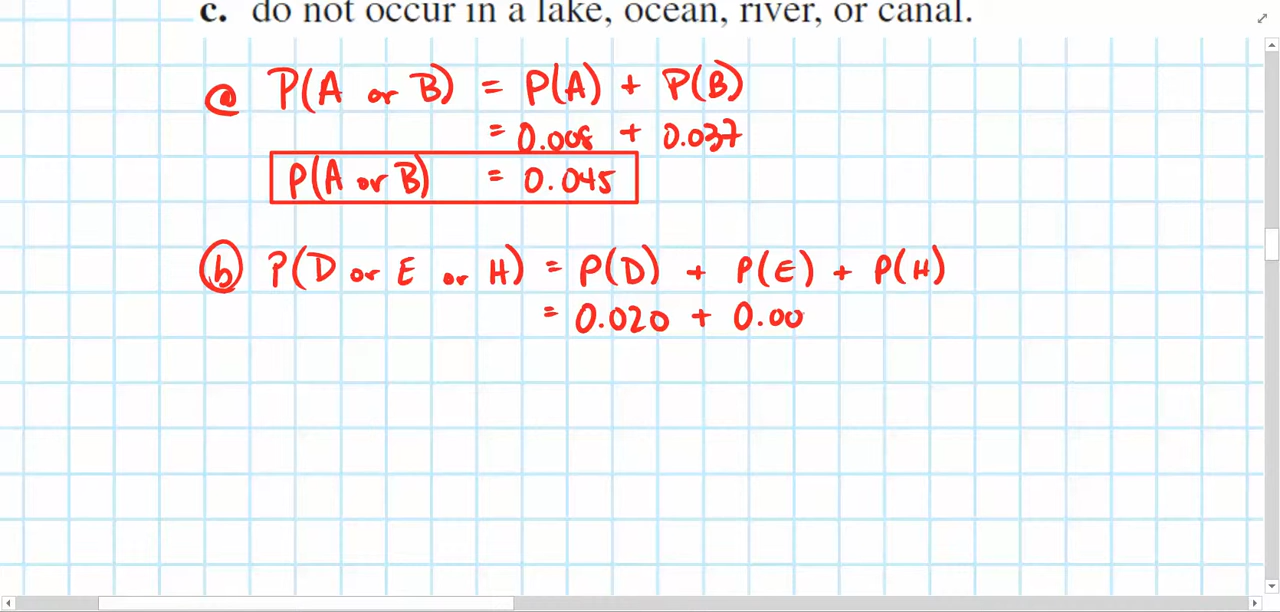 c. do not occur in a lake, ocean, river, or canal.
a P(A or B) = P(A) + P(B)
= 0.008 + 0.037
P(A or B) = 0.045
b P(D or E or H) = P(D) + P(E) + P(H)
= 0.020 + 0.00